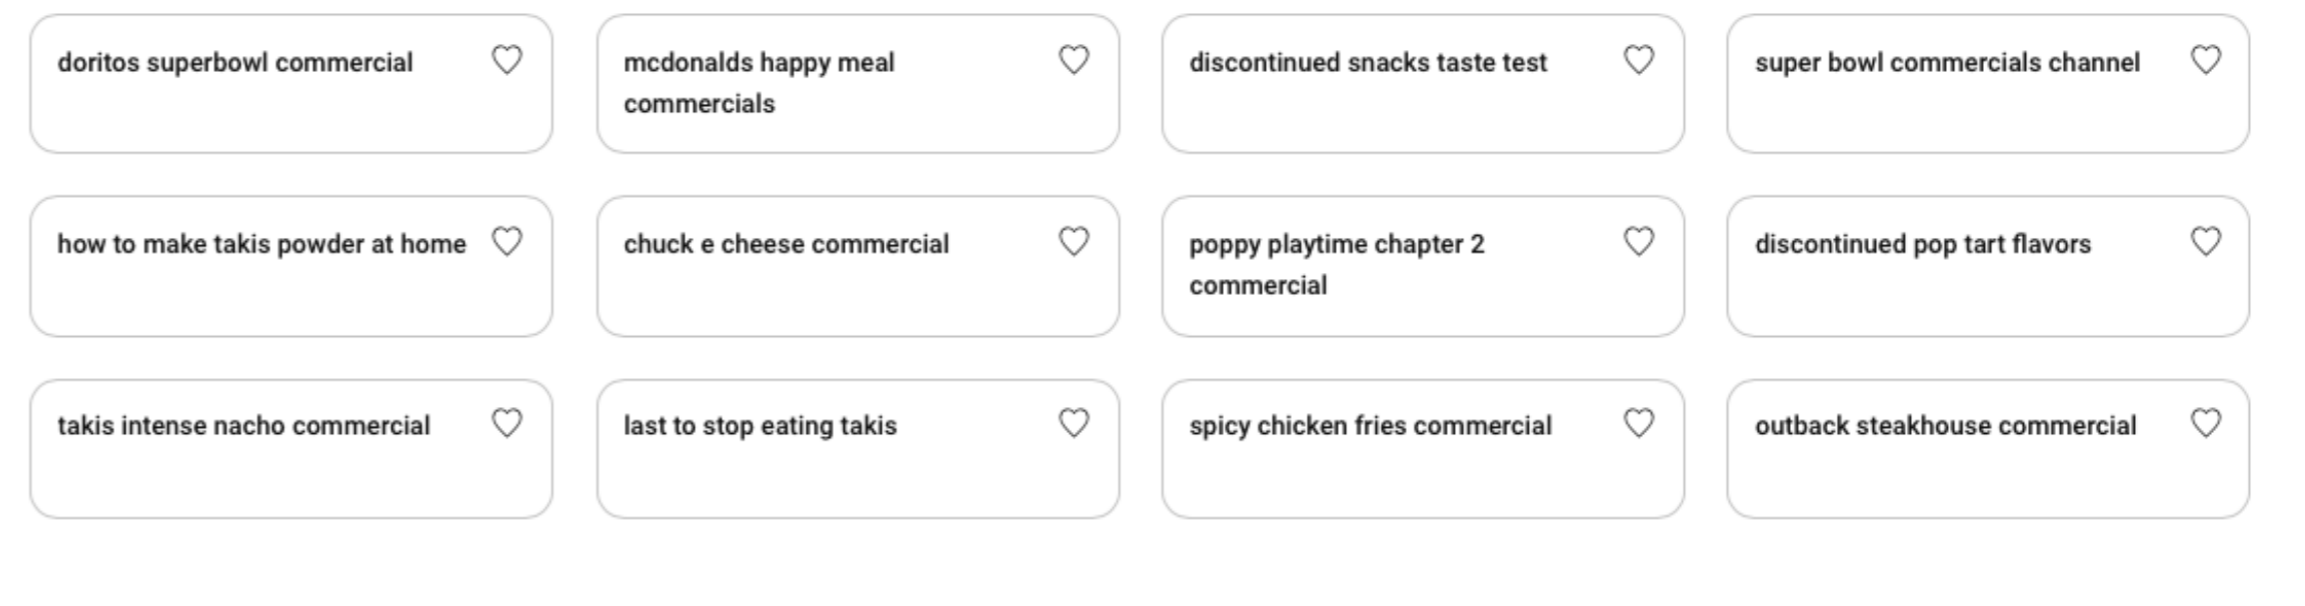 doritos superbowl commercial
mcdonalds happy meal
commercials
discontinued snacks taste test
super bowl commercials channel
how to make takis powder at home
chuck e cheese commercial
poppy playtime chapter 2
commercial
discontinued pop tart flavors
takis intense nacho commercial
last to stop eating takis
spicy chicken fries commercial
outback steakhouse commercial